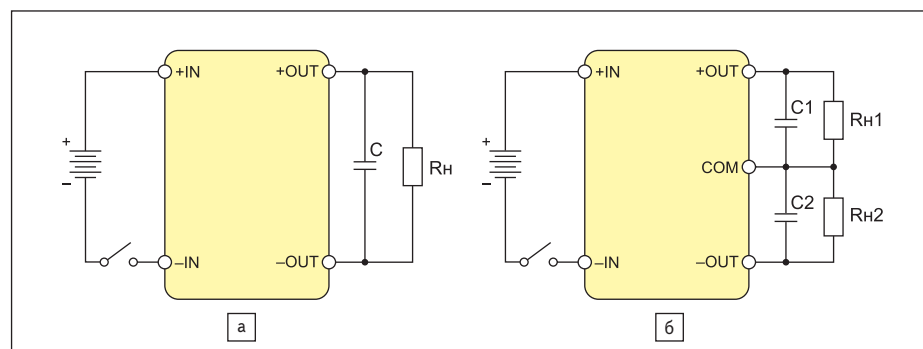 +IN +OUT
+
–
C
Rн
–IN –OUT
а
+IN +OUT
+
–
C1
Rн1
COM
C2
Rн2
–IN –OUT
б